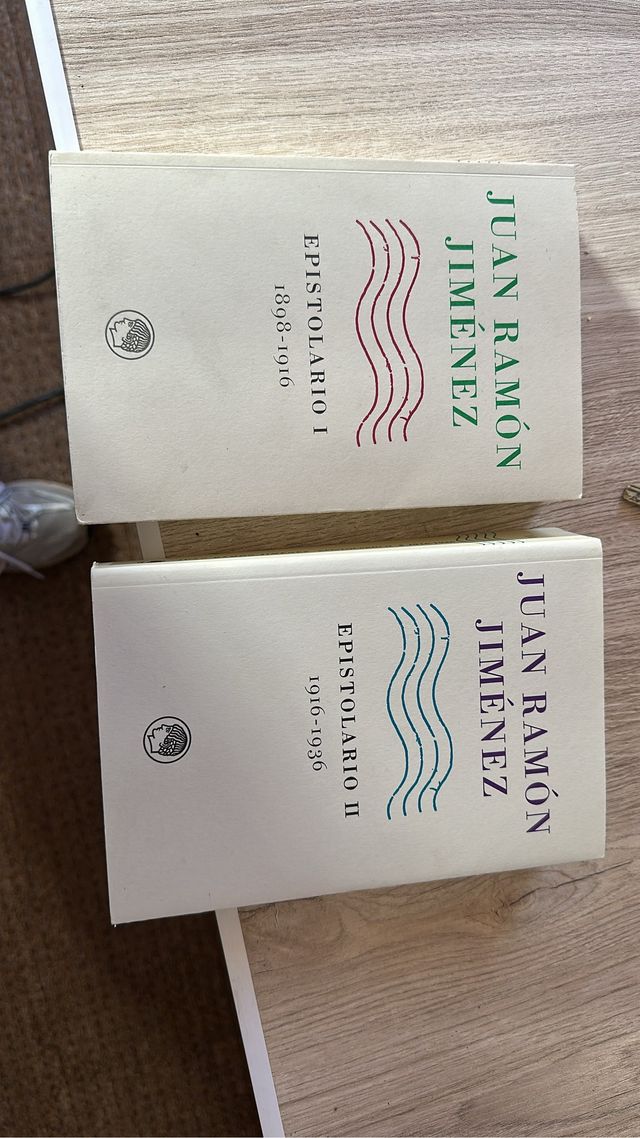 JUAN RAMÓN
JIMÉNEZ
EPISTOLARIO I
1898-1916
JUAN RAMÓN
JIMÉNEZ
EPISTOLARIO II
1916-1936